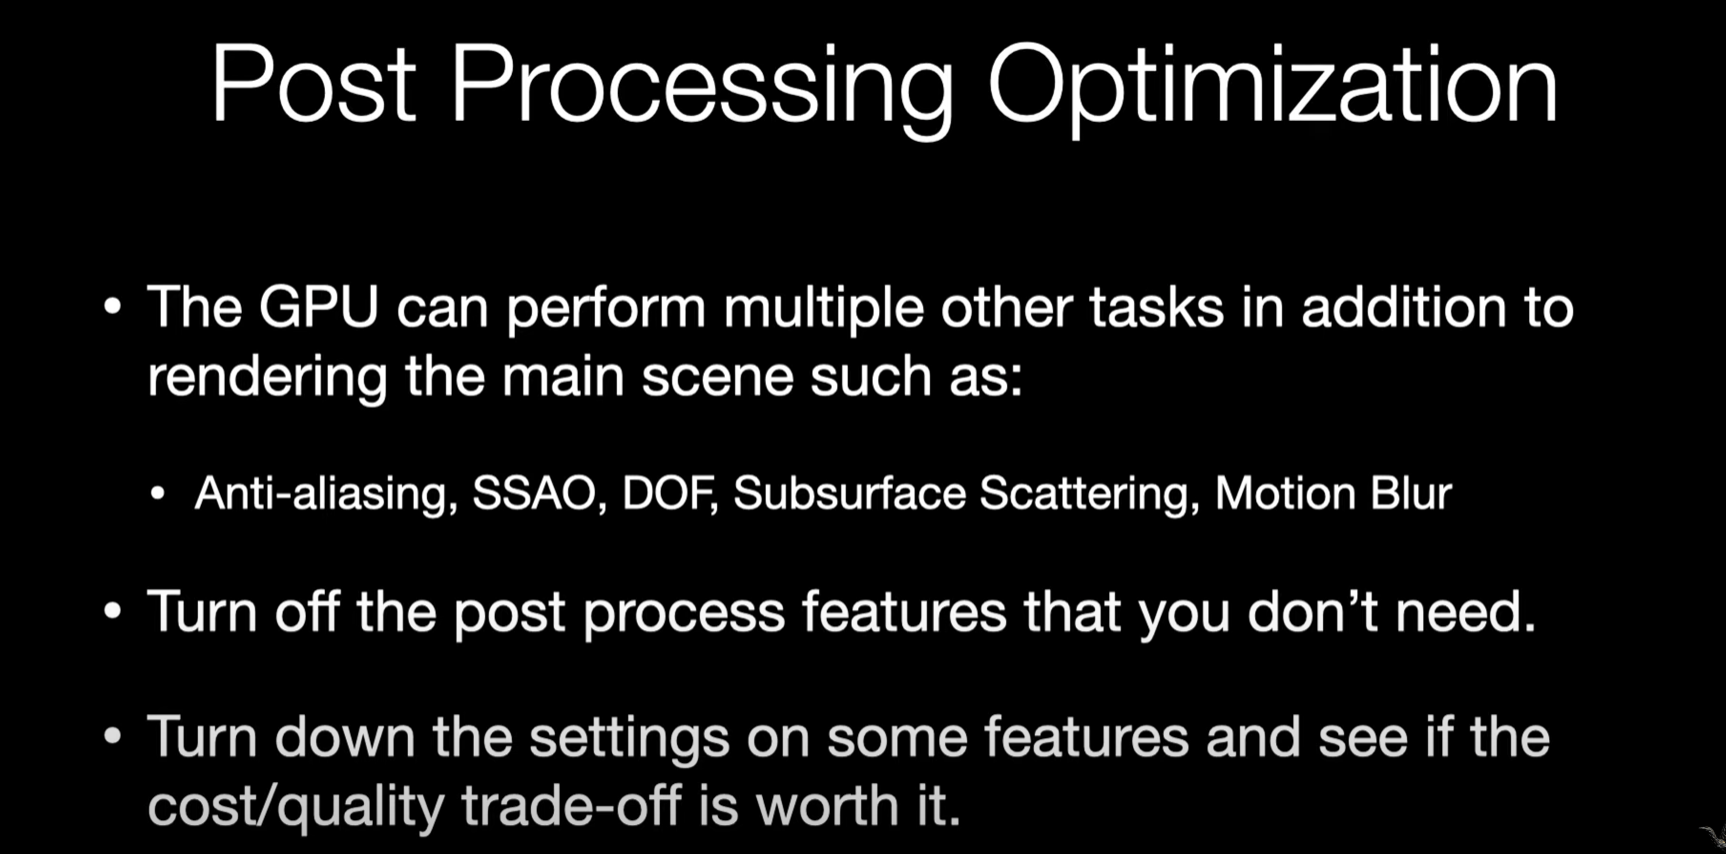 Post Processing Optimization
• The GPU can perform multiple other tasks in addition to
rendering the main scene such as:
• Anti-aliasing, SSAO, DOF, Subsurface Scattering, Motion Blur
• Turn off the post process features that you don’t need.
• Turn down the settings on some features and see if the
cost/quality trade-off is worth it.